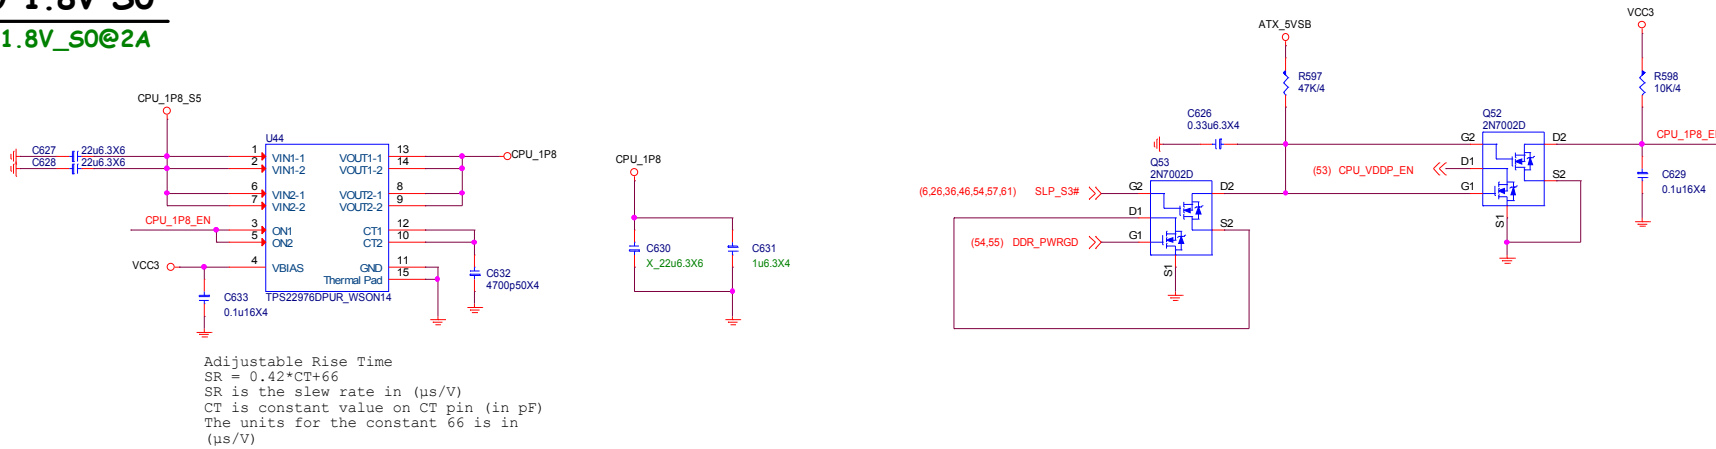 1.8V S0
1.8V_S0@2A
CPU_1P8_S5
C627
22u6.3X6
C628
22u6.3X6
U44
1
VIN1-1
2
VIN1-2
6
VIN2-1
7
VIN2-2
CPU_1P8_EN
3
ON1
5
ON2
VCC3
4
VBIAS
VOUT1-1
13
VOUT1-2
14
VOUT2-1
8
VOUT2-2
9
CT1
12
CT2
10
GND
11
Thermal Pad
15
TPS22976DPUR_WSON14
CPU_1P8
C633
0.1u16X4
C632
4700p50X4
CPU_1P8
C630
X_22u6.3X6
C631
1u6.3X4
Adijustable Rise Time
SR = 0.42*CT+66
SR is the slew rate in (µs/V)
CT is constant value on CT pin (in pF)
The units for the constant 66 is in
(µs/V)
ATX_5VSB
R597
47K/4
C626
0.33u6.3X4
Q53
2N7002D
(6,26,36,46,54,57,61)
SLP_S3#
G2
D2
D1
S2
(54,55)
DDR_PWRGD
G1
S1
VCC3
R598
10K/4
Q52
2N7002D
G2
D2
CPU_1P8_E
(53)
CPU_VDDP_EN
D1
S2
G1
S1
C629
0.1u16X4